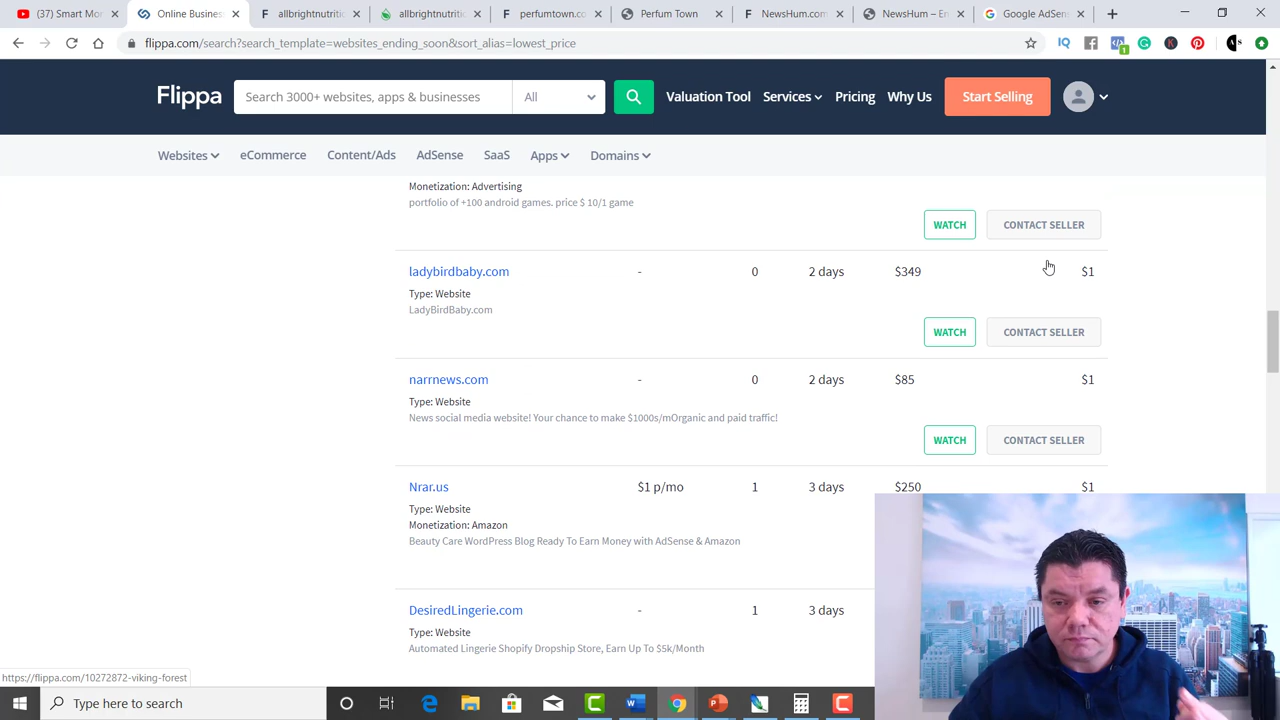 (37) Smart Mor
Online Busines
allbrightnutritio
allbrightnutritio
perfumtown.co
Perfum Town
NewsHum.com
NewsHum – En
Google AdSens
flippa.com/search?search_template=websites_ending_soon&sort_alias=lowest_price
Flippa
Search 3000+ websites, apps & businesses
All
Valuation Tool
Services
Pricing
Why Us
Start Selling
Websites
eCommerce
Content/Ads
AdSense
SaaS
Apps
Domains
Monetization: Advertising
portfolio of +100 android games. price $ 10/1 game
WATCH
CONTACT SELLER
ladybirdbaby.com - 0 2 days $349 $1
Type: Website
LadyBirdBaby.com
WATCH
CONTACT SELLER
narrnews.com - 0 2 days $85 $1
Type: Website
News social media website! Your chance to make $1000s/mOrganic and paid traffic!
WATCH
CONTACT SELLER
Nrar.us $1 p/mo 1 3 days $250 $1
Type: Website
Monetization: Amazon
Beauty Care WordPress Blog Ready To Earn Money with AdSense & Amazon
DesiredLingerie.com - 1 3 days
Type: Website
Automated Lingerie Shopify Dropship Store, Earn Up To $5k/Month
https://flippa.com/10272872-viking-forest
Type here to search